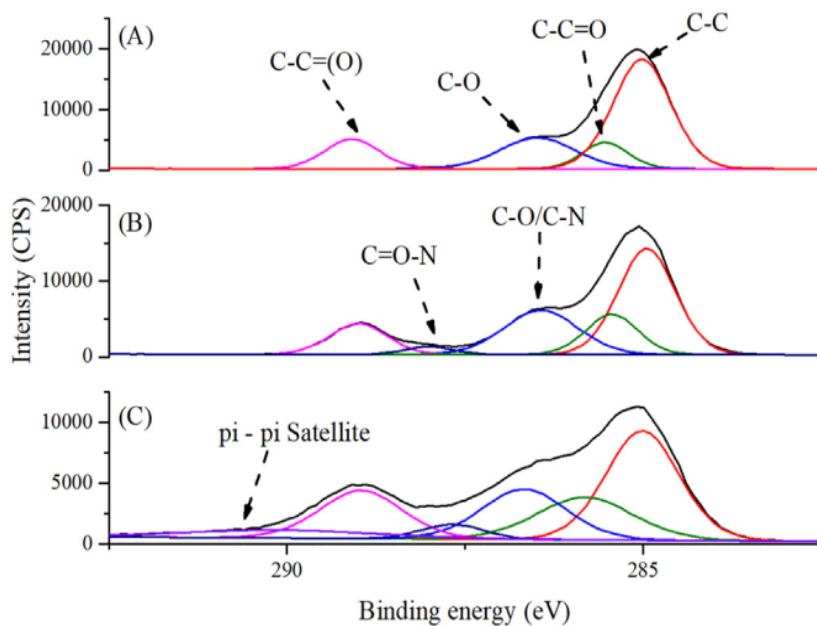 (A)
C-C=(O)
C-O
C-C=O
C-C
20000
10000
0
(B)
C=O-N
C-O/C-N
20000
10000
0
(C)
pi - pi Satellite
10000
5000
0
290
285
Intensity (CPS)
Binding energy (eV)